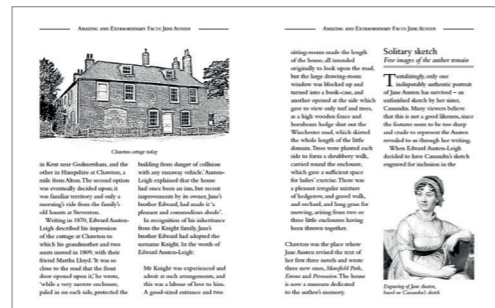 AMAZING AND EXTRAORDINARY FACTS: JANE AUSTEN
Chawton cottage today
in Kent near Godmersham, and the
other in Hampshire at Chawton, a
mile from Alton. The second option
was eventually decided upon; it
was familiar territory and only a
morning's ride from the family's
old haunts at Steventon.
Writing in 1870, Edward Austen-
Leigh described his impression
of the cottage at Chawton to
which his grandmother and two
aunts moved in 1809, with their
friend Martha Lloyd. 'It was so
close to the road that the front
door opened upon it,' he wrote,
'while a very narrow enclosure,
paled in on each side, protected the
building from danger of collision
with any runaway vehicle.' Austen-
Leigh explained that the house
had once been an inn, but recent
improvements by its owner, Jane's
brother Edward, had made it 'a
pleasant and commodious abode'.
In recognition of his inheritance
from the Knight family, Jane's
brother Edward had adopted the
surname Knight. In the words of
Edward Austen-Leigh:
Mr Knight was experienced and
adroit at such arrangements, and
this was a labour of love to him.
A good-sized entrance and two
AMAZING AND EXTRAORDINARY FACTS: JANE AUSTEN
sitting-rooms made the length
of the house, all intended
originally to look upon the road,
but the large drawing-room
window was blocked up and
turned into a book-case, and
another opened at the side which
gave to view only turf and trees,
as a high wooden fence and
hornbeam hedge shut out the
Winchester road, which skirted
the whole length of the little
domain. Trees were planted each
side to form a shrubbery walk,
carried round the enclosure,
which gave a sufficient space
for ladies' exercise. There was
a pleasant irregular mixture
of hedgerow, and gravel walk,
and orchard, and long grass for
mowing, arising from two or
three little enclosures having
been thrown together.
Chawton was the place where
Jane Austen revised the text of
her first three novels and wrote
three new ones, Mansfield Park,
Emma and Persuasion. The house
is now a museum dedicated
to the author's memory.
Solitary sketch
Few images of the author remain
Tantalizingly, only one
indisputably authentic portrait
of Jane Austen has survived – an
unfinished sketch by her sister,
Cassandra. Many viewers believe
that this is not a good likeness, since
the features seem to be too sharp
and crude to represent the Austen
revealed to us through her writing.
When Edward Austen-Leigh
decided to have Cassandra's sketch
engraved for inclusion in the
Engraving of Jane Austen,
based on Cassandra's sketch